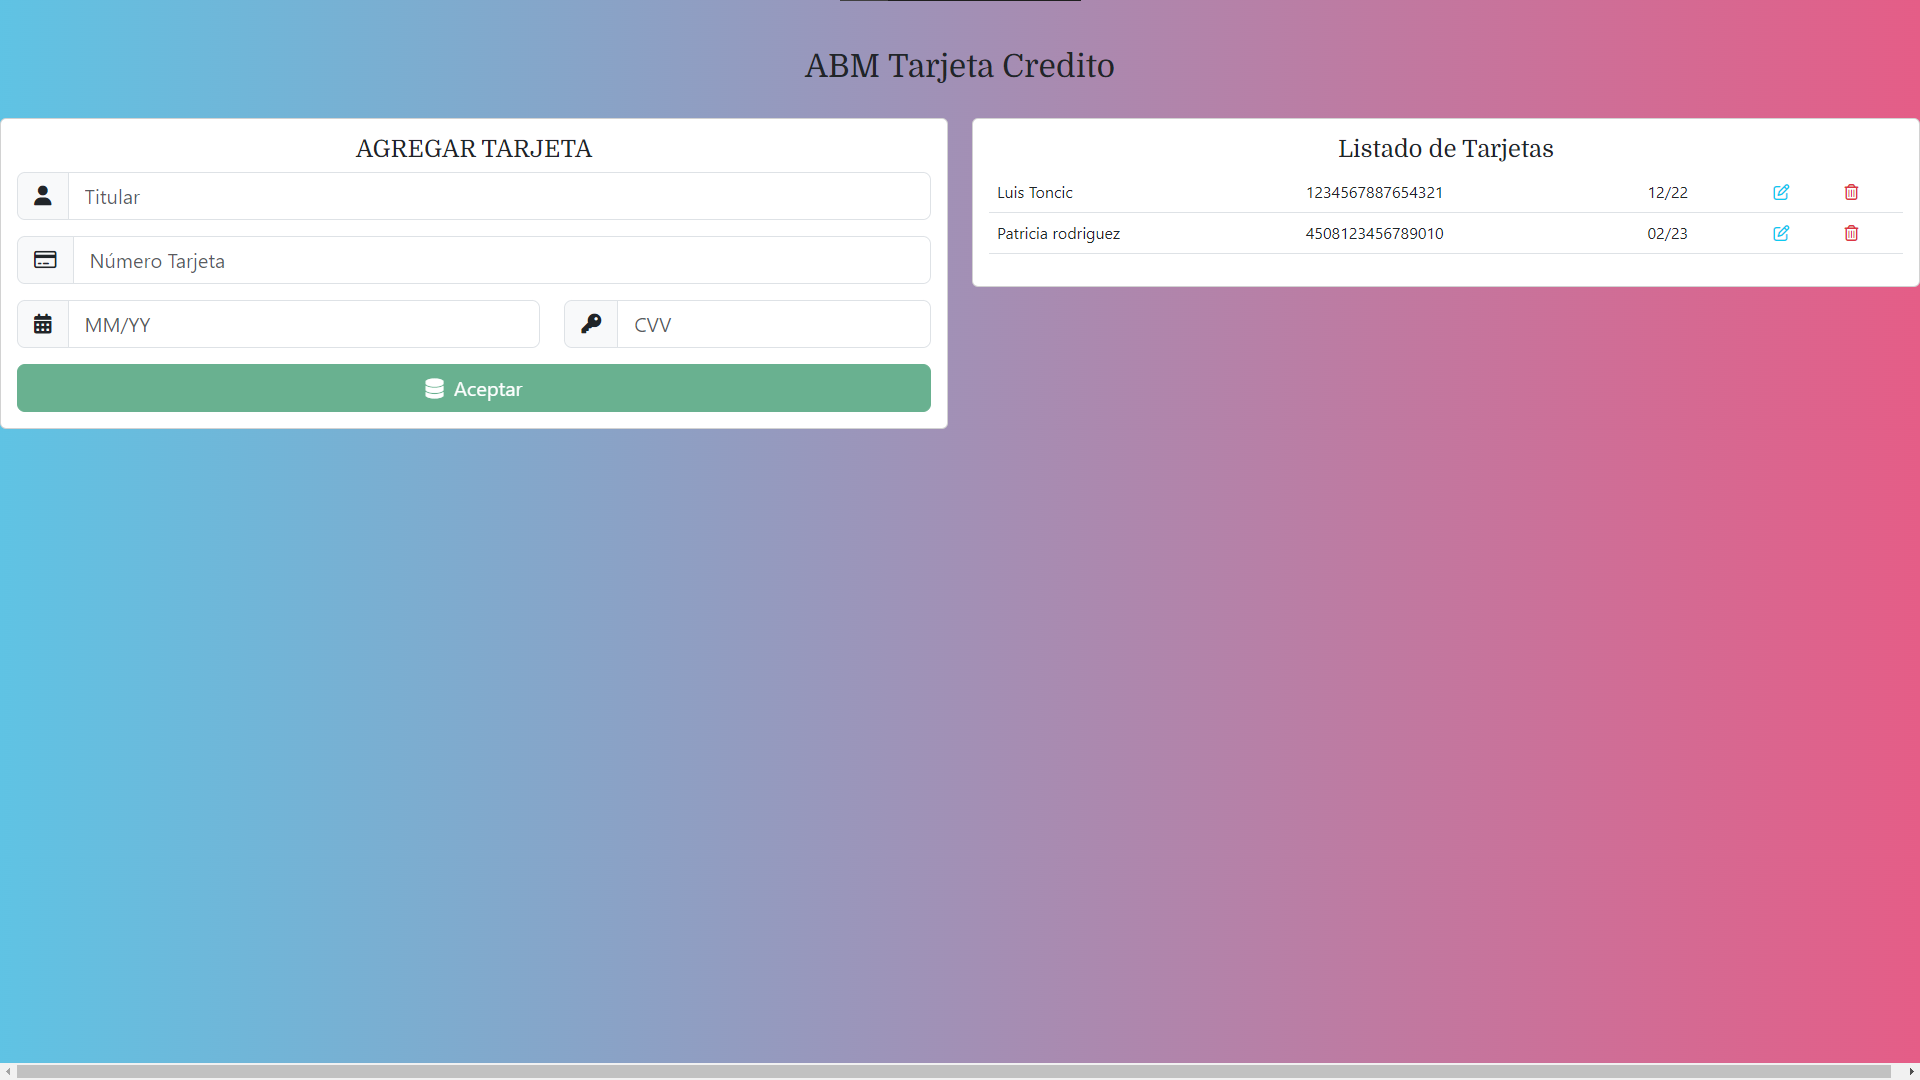 ABM Tarjeta Credito
AGREGAR TARJETA
Titular
Número Tarjeta
MM/YY CVV
Aceptar
Listado de Tarjetas
Luis Toncic 1234567887654321 12/22
Patricia rodriguez 4508123456789010 02/23